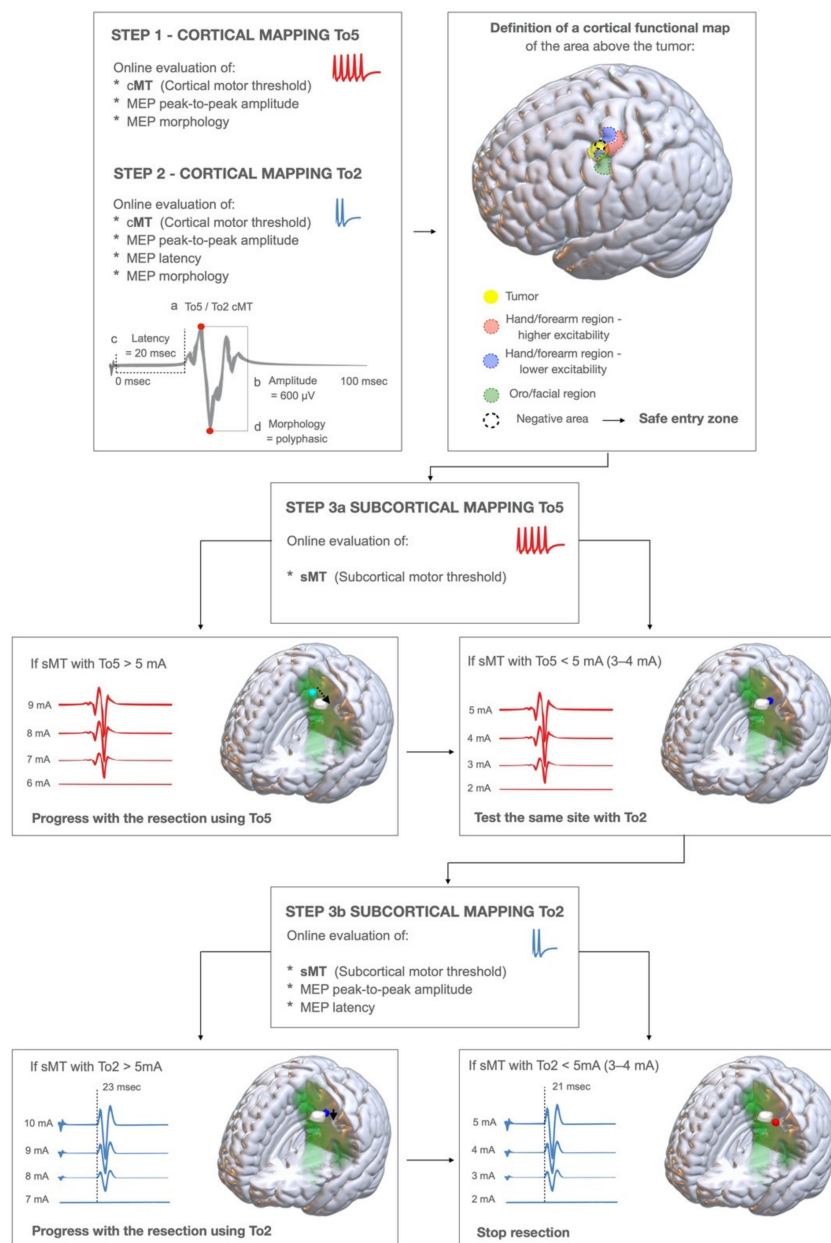 STEP 1 - CORTICAL MAPPING To5
Online evaluation of:
* cMT (Cortical motor threshold)
* MEP peak-to-peak amplitude
* MEP morphology
STEP 2 - CORTICAL MAPPING To2
Online evaluation of:
* cMT (Cortical motor threshold)
* MEP peak-to-peak amplitude
* MEP latency
* MEP morphology
a To5 / To2 cMT
c Latency
= 20 msec
0 msec
100 msec
b Amplitude
= 600 µV
d Morphology
= polyphasic
Definition of a cortical functional map
of the area above the tumor:
Tumor
Hand/forearm region -
higher excitability
Hand/forearm region -
lower excitability
Oro/facial region
Negative area → Safe entry zone
STEP 3a SUBCORTICAL MAPPING To5
Online evaluation of:
* sMT (Subcortical motor threshold)
If sMT with To5 > 5 mA
9 mA
8 mA
7 mA
6 mA
Progress with the resection using To5
If sMT with To5 < 5 mA (3–4 mA)
5 mA
4 mA
3 mA
2 mA
Test the same site with To2
STEP 3b SUBCORTICAL MAPPING To2
Online evaluation of:
* sMT (Subcortical motor threshold)
* MEP peak-to-peak amplitude
* MEP latency
If sMT with To2 > 5mA
23 msec
10 mA
9 mA
8 mA
7 mA
Progress with the resection using To2
If sMT with To2 < 5mA (3–4 mA)
21 msec
5 mA
4 mA
3 mA
2 mA
Stop resection